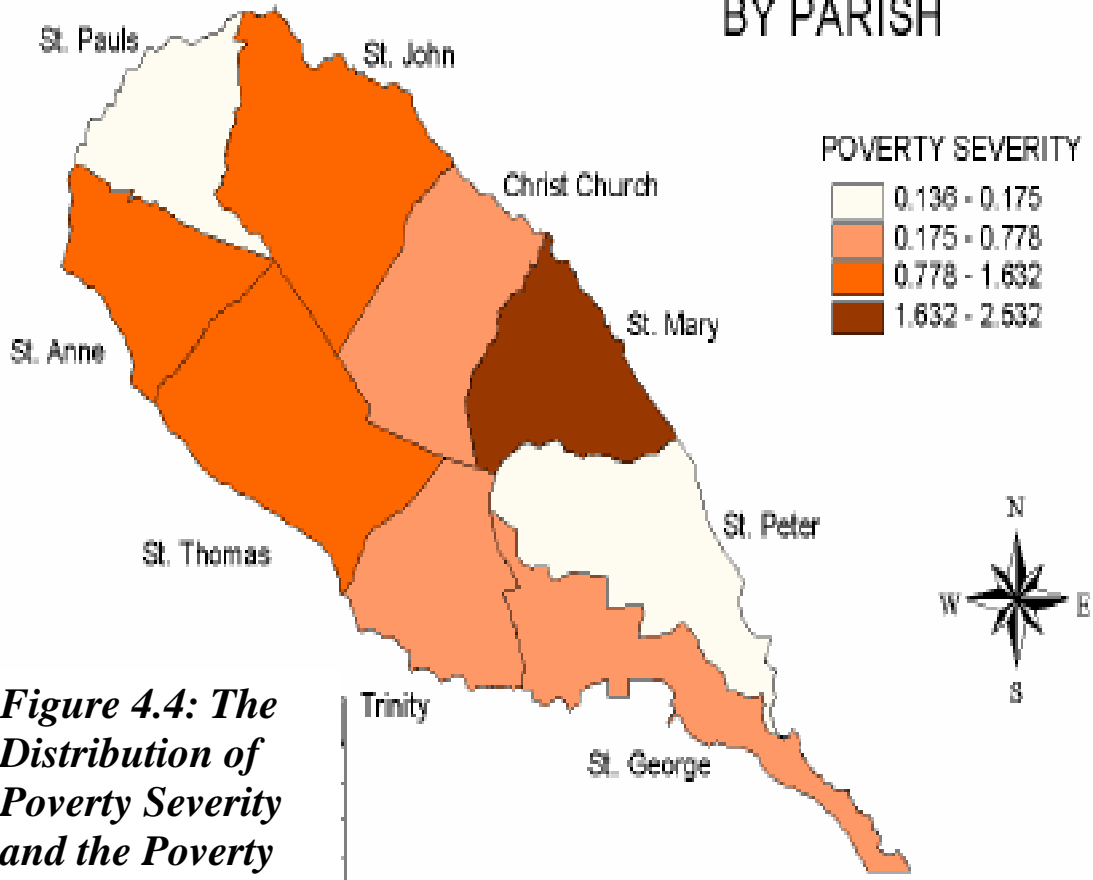 BY PARISH
St. Pauls
St. John
Christ Church
POVERTY SEVERITY
0.136 - 0.175
0.175 - 0.778
0.778 - 1.632
1.632 - 2.532
St. Mary
St. Anne
St. Peter
St. Thomas
N
W
E
S
Trinity
St. George
Figure 4.4: The
Distribution of
Poverty Severity
and the Poverty